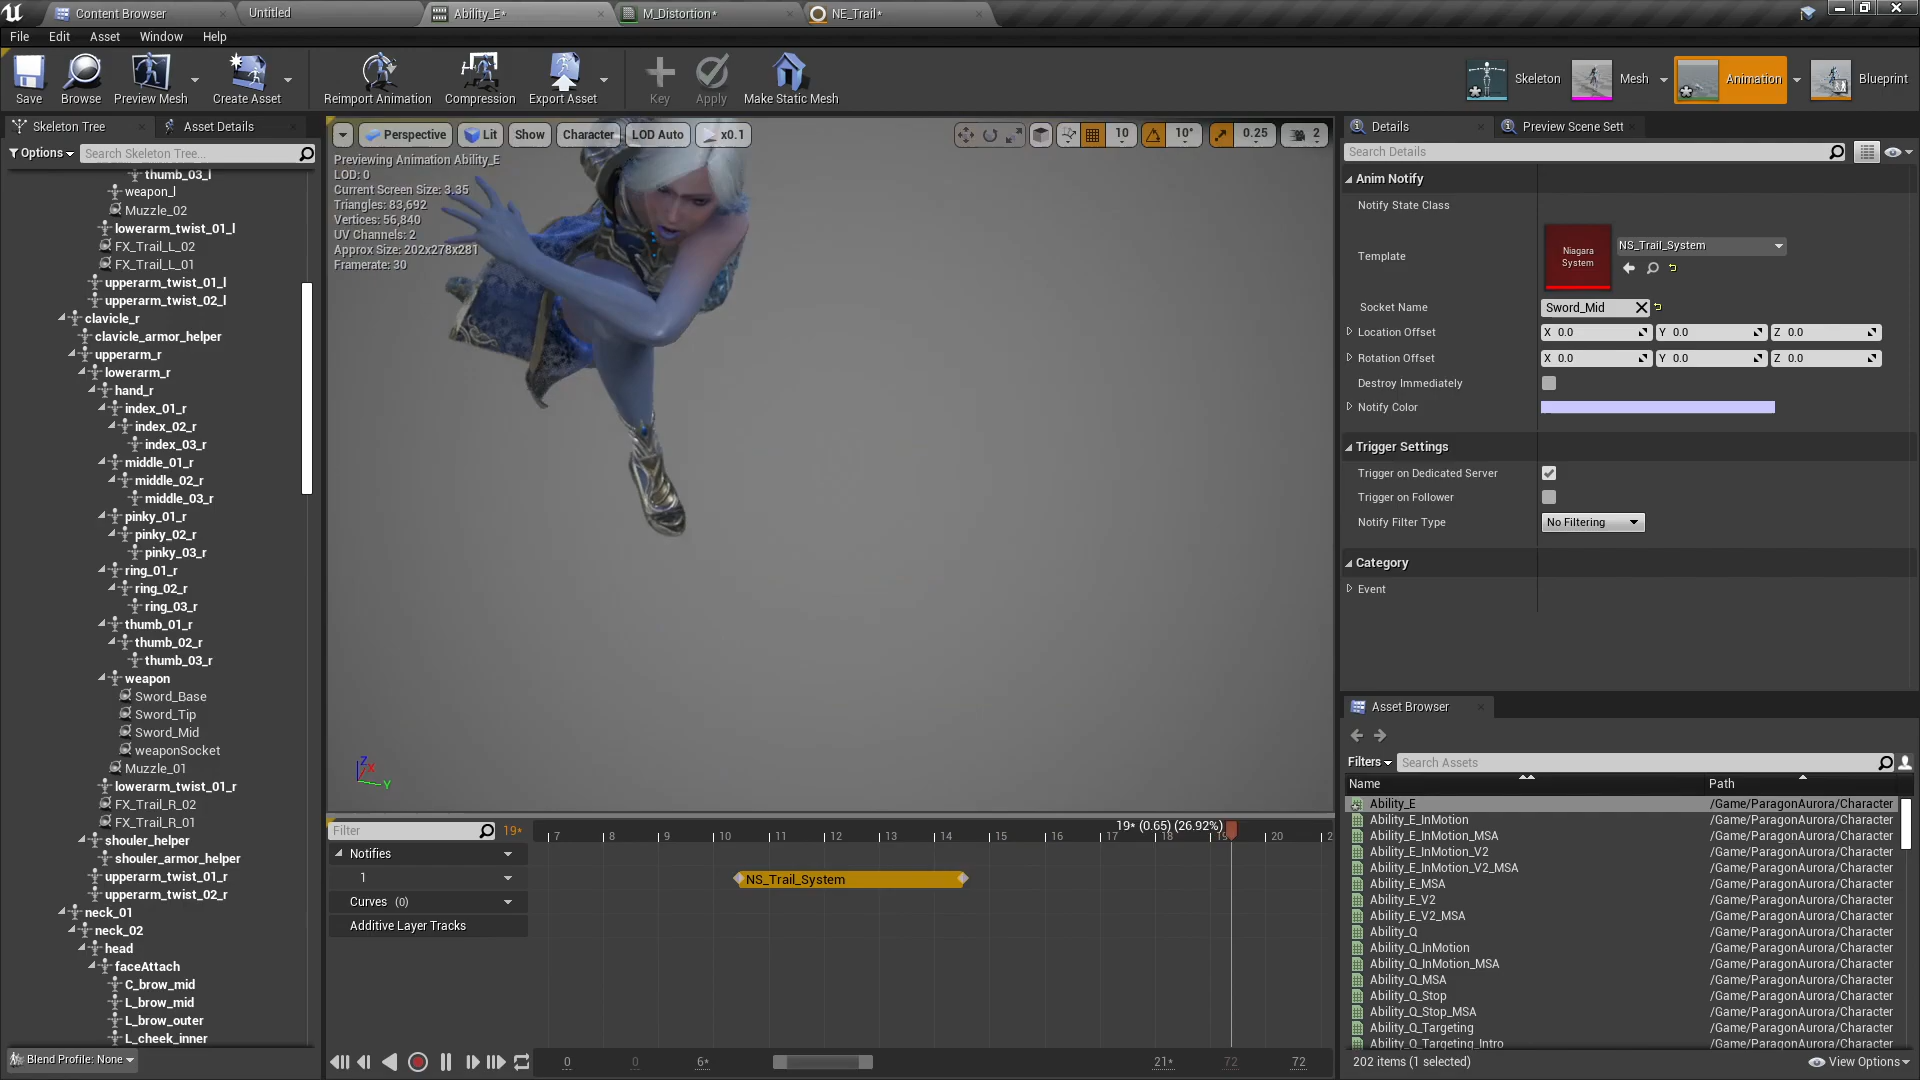 Content Browser
Untitled
Ability_E*
M_Distortion*
NE_Trail*
File
Edit
Asset
Window
Help
Save
Browse
Preview Mesh
Create Asset
Reimport Animation
Compression
Export Asset
Key
Apply
Make Static Mesh
Skeleton
Mesh
Animation
Blueprint
Skeleton Tree
Asset Details
Options
Search Skeleton Tree...
thumb_03_l
weapon_l
Muzzle_02
lowerarm_twist_01_l
FX_Trail_L_02
FX_Trail_L_01
upperarm_twist_01_l
upperarm_twist_02_l
clavicle_r
clavicle_armor_helper
upperarm_r
lowerarm_r
hand_r
index_01_r
index_02_r
index_03_r
middle_01_r
middle_02_r
middle_03_r
pinky_01_r
pinky_02_r
pinky_03_r
ring_01_r
ring_02_r
ring_03_r
thumb_01_r
thumb_02_r
thumb_03_r
weapon
Sword_Base
Sword_Tip
Sword_Mid
weaponSocket
Muzzle_01
lowerarm_twist_01_r
FX_Trail_R_02
FX_Trail_R_01
shouler_helper
shouler_armor_helper
upperarm_twist_01_r
upperarm_twist_02_r
neck_01
neck_02
head
faceAttach
C_brow_mid
L_brow_mid
L_brow_outer
L_cheek_inner
Blend Profile: None
Perspective
Lit
Show
Character
LOD Auto
x0.1
10
10°
0.25
2
Previewing Animation Ability_E
LOD: 0
Current Screen Size: 3.35
Triangles: 83,692
Vertices: 56,840
UV Channels: 2
Approx Size: 202x278x281
Framerate: 30
Z
X
Y
Filter
19*
7
8
9
10
11
12
13
14
15
16
17
18
19
20
2
19* (0.65) (26.92%)
Notifies
1
NS_Trail_System
Curves (0)
Additive Layer Tracks
0
0
6*
21*
72
72
Details
Preview Scene Sett
Search Details
Anim Notify
Notify State Class
Template
Niagara
System
NS_Trail_System
Socket Name
Sword_Mid
Location Offset
X 0.0
Y 0.0
Z 0.0
Rotation Offset
X 0.0
Y 0.0
Z 0.0
Destroy Immediately
Notify Color
Trigger Settings
Trigger on Dedicated Server
Trigger on Follower
Notify Filter Type
No Filtering
Category
Event
Asset Browser
Filters
Search Assets
Name
Path
Ability_E /Game/ParagonAurora/Character
Ability_E_InMotion /Game/ParagonAurora/Character
Ability_E_InMotion_MSA /Game/ParagonAurora/Character
Ability_E_InMotion_V2 /Game/ParagonAurora/Character
Ability_E_InMotion_V2_MSA /Game/ParagonAurora/Character
Ability_E_MSA /Game/ParagonAurora/Character
Ability_E_V2 /Game/ParagonAurora/Character
Ability_E_V2_MSA /Game/ParagonAurora/Character
Ability_Q /Game/ParagonAurora/Character
Ability_Q_InMotion /Game/ParagonAurora/Character
Ability_Q_InMotion_MSA /Game/ParagonAurora/Character
Ability_Q_MSA /Game/ParagonAurora/Character
Ability_Q_Stop /Game/ParagonAurora/Character
Ability_Q_Stop_MSA /Game/ParagonAurora/Character
Ability_Q_Targeting /Game/ParagonAurora/Character
Ability_Q_Targeting_Intro /Game/ParagonAurora/Character
202 items (1 selected)
View Options